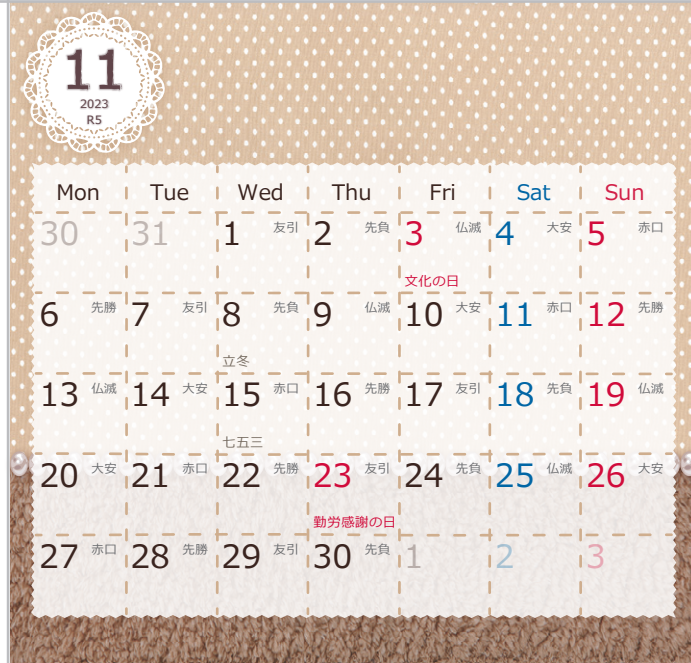 11
2023
R5
Mon Tue Wed Thu Fri Sat Sun
30 31 1 友引 2 先負 3 仏滅 4 大安 5 赤口
文化の日
6 先勝 7 友引 8 先負 9 仏滅 10 大安 11 赤口 12 先勝
立冬
13 仏滅 14 大安 15 赤口 16 先勝 17 友引 18 先負 19 仏滅
七五三
20 大安 21 赤口 22 先勝 23 友引 24 先負 25 仏滅 26 大安
勤労感謝の日
27 赤口 28 先勝 29 友引 30 先負 1 2 3